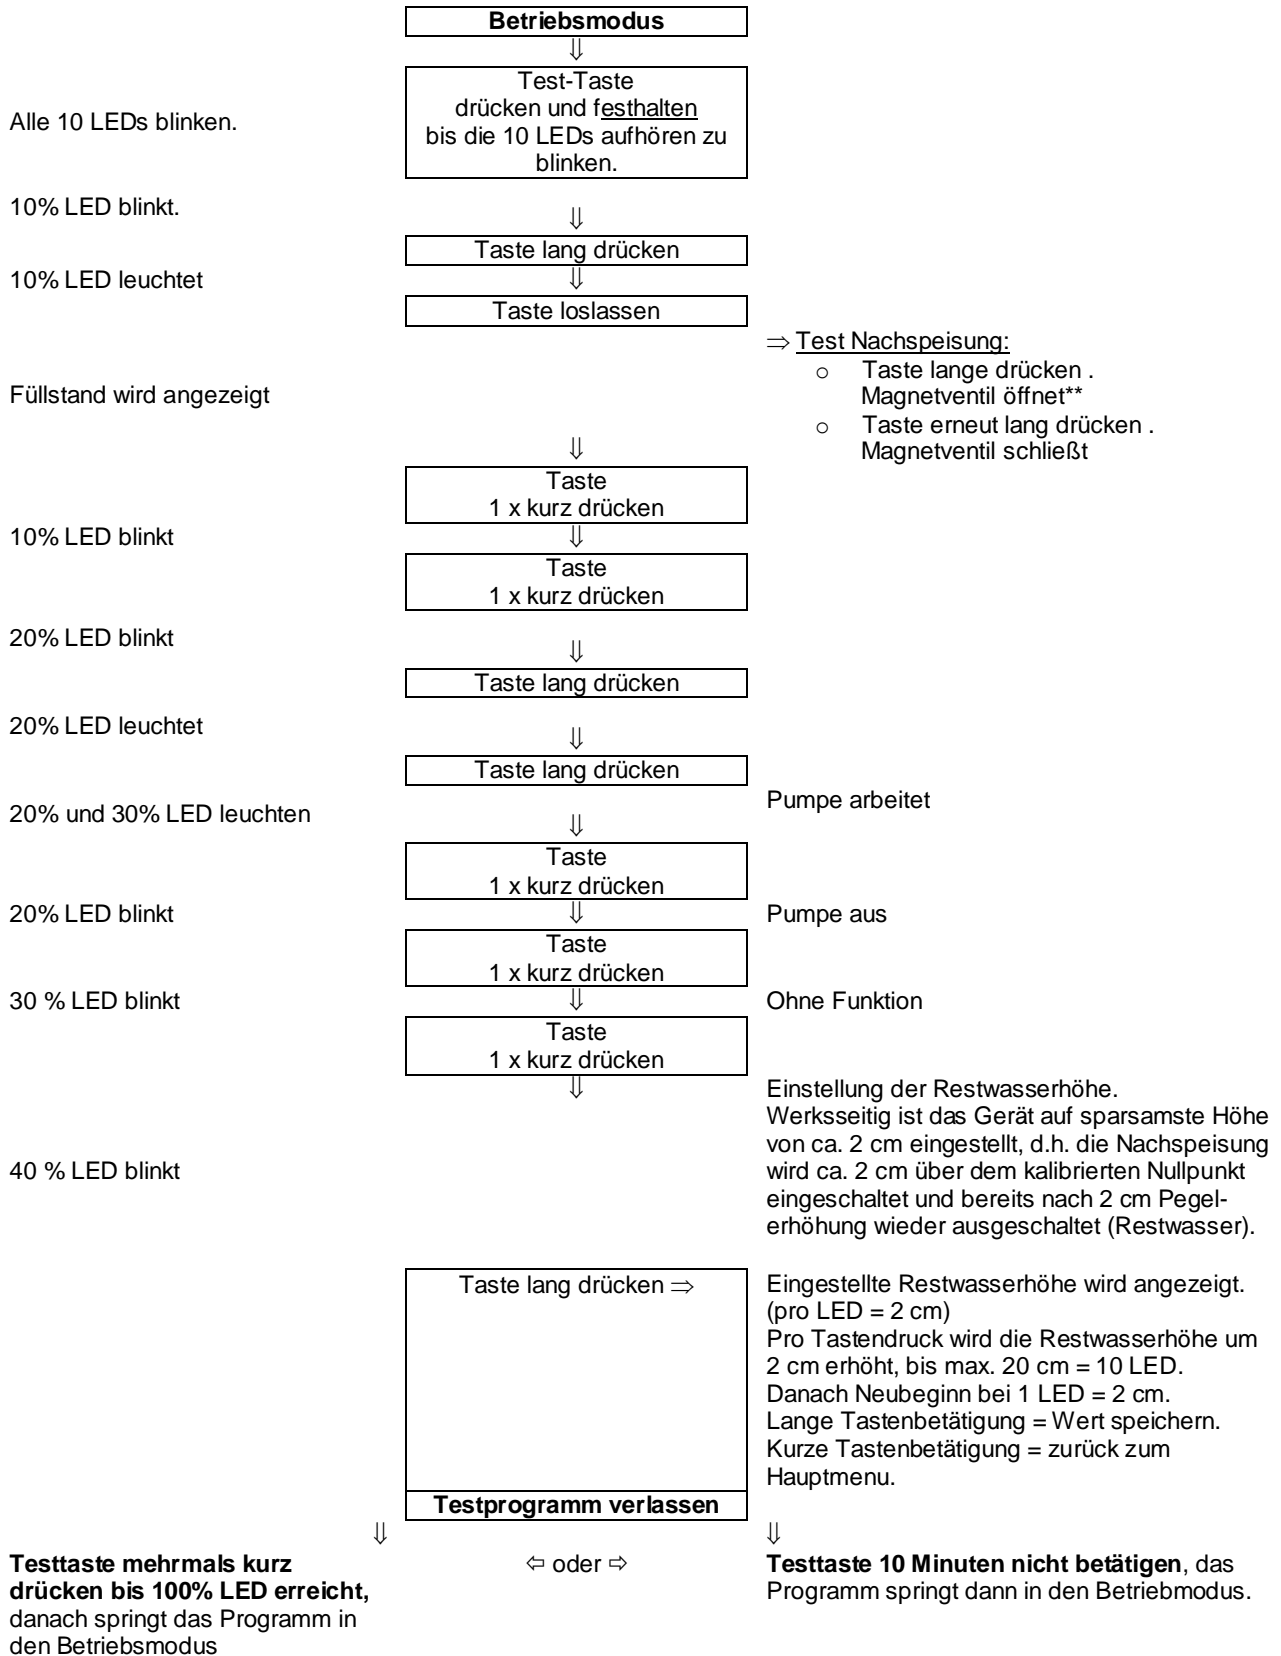 Betriebsmodus
⇓
Test-Taste
drücken und festhalten
Alle 10 LEDs blinken.
bis die 10 LEDs aufhören zu
blinken.
10% LED blinkt.
⇓
Taste lang drücken
10% LED leuchtet
⇓
Taste loslassen
⇒ Test Nachspeisung:
o Taste lange drücken .
Füllstand wird angezeigt
Magnetventil öffnet**
o Taste erneut lang drücken .
Magnetventil schließt
⇓
Taste
1 x kurz drücken
10% LED blinkt
⇓
Taste
1 x kurz drücken
20% LED blinkt
⇓
Taste lang drücken
20% LED leuchtet
⇓
Taste lang drücken
Pumpe arbeitet
20% und 30% LED leuchten
⇓
Taste
1 x kurz drücken
20% LED blinkt
⇓
Pumpe aus
Taste
1 x kurz drücken
30 % LED blinkt
⇓
Ohne Funktion
Taste
1 x kurz drücken
⇓
Einstellung der Restwasserhöhe.
Werksseitig ist das Gerät auf sparsamste Höhe
von ca. 2 cm eingestellt, d.h. die Nachspeisung
40 % LED blinkt
wird ca. 2 cm über dem kalibrierten Nullpunkt
eingeschaltet und bereits nach 2 cm Pegel-
erhöhung wieder ausgeschaltet (Restwasser).
Taste lang drücken ⇒
Eingestellte Restwasserhöhe wird angezeigt.
(pro LED = 2 cm)
Pro Tastendruck wird die Restwasserhöhe um
2 cm erhöht, bis max. 20 cm = 10 LED.
Danach Neubeginn bei 1 LED = 2 cm.
Lange Tastenbetätigung = Wert speichern.
Kurze Tastenbetätigung = zurück zum
Hauptmenu.
Testprogramm verlassen
⇓
⇓
Testtaste mehrmals kurz
drücken bis 100% LED erreicht,
danach springt das Programm in
den Betriebsmodus
⇦ oder ⇨
Testtaste 10 Minuten nicht betätigen, das
Programm springt dann in den Betriebmodus.